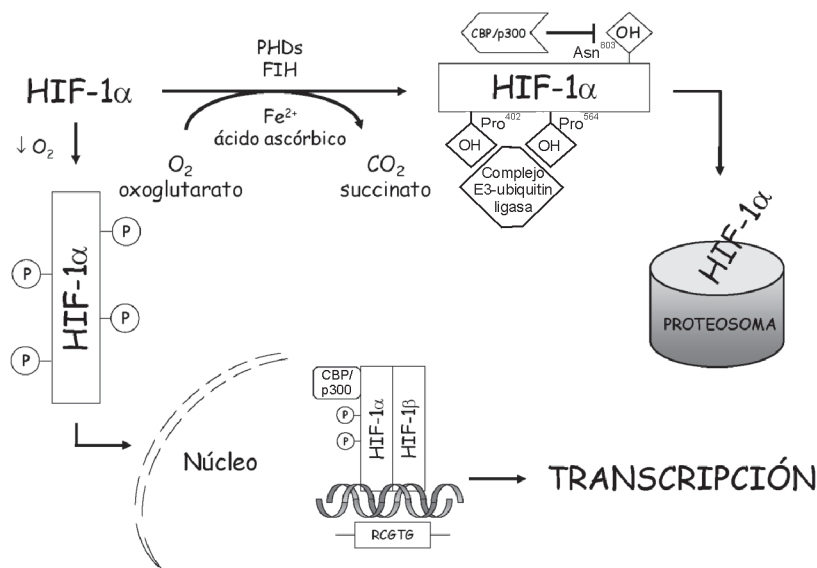 PHDs
FIH
HIF-1α
Fe²⁺
ácido ascórbico
O₂
oxoglutarato
CO₂
succinato
CBP/p300
OH
Asn⁸⁰³
HIF-1α
Pro⁴⁰²
Pro⁵⁶⁴
OH
OH
Complejo
E3-ubiquitin
ligasa
HIF-1α
PROTEOSOMA
↓ O₂
HIF-1α
P
P
P
P
Núcleo
CBP/
p300
P
P
HIF-1α
HIF-1β
RCGTG
TRANSCRIPCIÓN